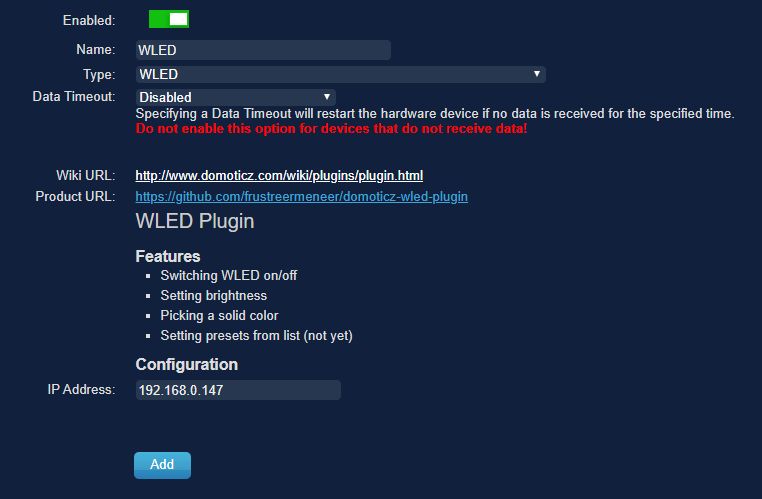 Enabled:
Name: WLED
Type: WLED
Data Timeout: Disabled
Specifying a Data Timeout will restart the hardware device if no data is received for the specified time.
Do not enable this option for devices that do not receive data!
Wiki URL: http://www.domoticz.com/wiki/plugins/plugin.html
Product URL: https://github.com/frustreermeneer/domoticz-wled-plugin
WLED Plugin
Features
Switching WLED on/off
Setting brightness
Picking a solid color
Setting presets from list (not yet)
Configuration
IP Address: 192.168.0.147
Add